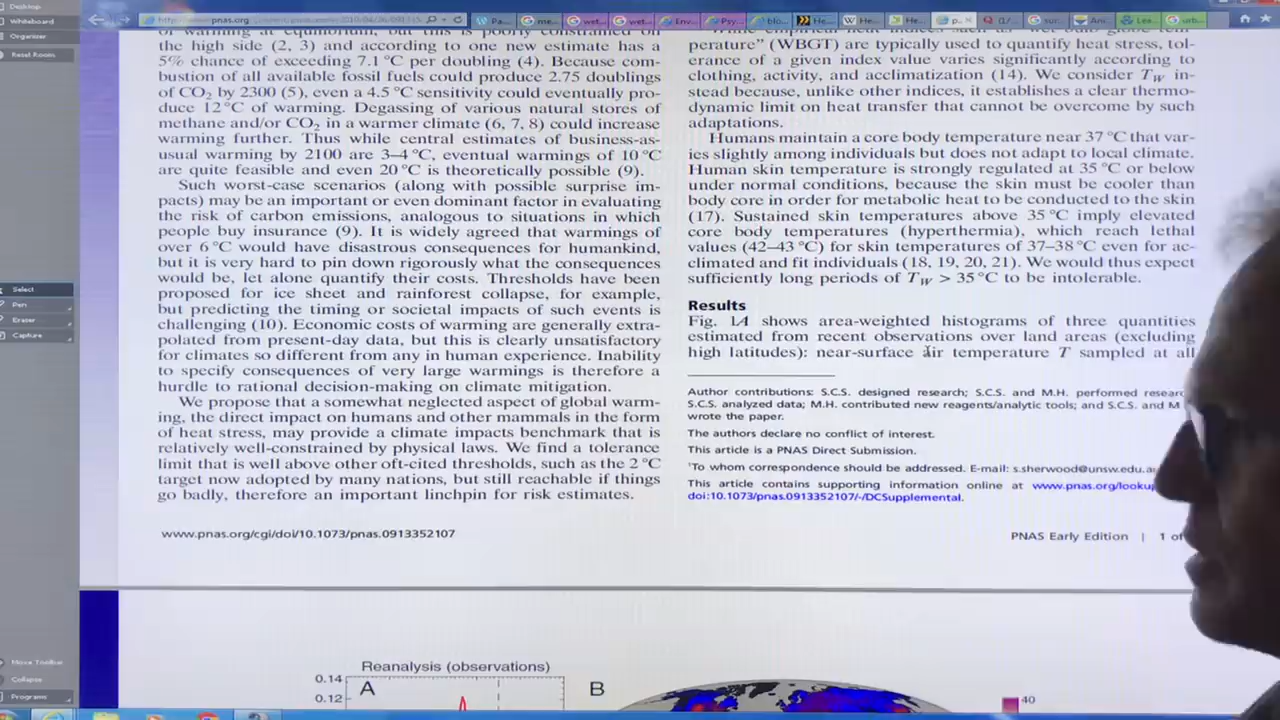 Desktop
Whiteboard
Organiser
Reset Rooms
Select
Pen
Eraser
Capture
Move Toolbar
Collapse
Programs
of warming at equilibrium, but this is poorly constrained on
the high side (2, 3) and according to one new estimate has a
5% chance of exceeding 7.1 °C per doubling (4). Because com-
bustion of all available fossil fuels could produce 2.75 doublings
of CO2 by 2300 (5), even a 4.5 °C sensitivity could eventually pro-
duce 12 °C of warming. Degassing of various natural stores of
methane and/or CO2 in a warmer climate (6, 7, 8) could increase
warming further. Thus while central estimates of business-as-
usual warming by 2100 are 3–4 °C, eventual warmings of 10 °C
are quite feasible and even 20 °C is theoretically possible (9).
Such worst-case scenarios (along with possible surprise im-
pacts) may be an important or even dominant factor in evaluating
the risk of carbon emissions, analogous to situations in which
people buy insurance (9). It is widely agreed that warmings of
over 6 °C would have disastrous consequences for humankind,
but it is very hard to pin down rigorously what the consequences
would be, let alone quantify their costs. Thresholds have been
proposed for ice sheet and rainforest collapse, for example,
but predicting the timing or societal impacts of such events is
challenging (10). Economic costs of warming are generally extra-
polated from present-day data, but this is clearly unsatisfactory
for climates so different from any in human experience. Inability
to specify consequences of very large warmings is therefore a
hurdle to rational decision-making on climate mitigation.
We propose that a somewhat neglected aspect of global warm-
ing, the direct impact on humans and other mammals in the form
of heat stress, may provide a climate impacts benchmark that is
relatively well-constrained by physical laws. We find a tolerance
limit that is well above other oft-cited thresholds, such as the 2 °C
target now adopted by many nations, but still reachable if things
go badly, therefore an important linchpin for risk estimates.
perature” (WBGT) are typically used to quantify heat stress, tol-
erance of a given index value varies significantly according to
clothing, activity, and acclimatization (14). We consider TW in-
stead because, unlike other indices, it establishes a clear thermo-
dynamic limit on heat transfer that cannot be overcome by such
adaptations.
Humans maintain a core body temperature near 37 °C that var-
ies slightly among individuals but does not adapt to local climate.
Human skin temperature is strongly regulated at 35 °C or below
under normal conditions, because the skin must be cooler than
body core in order for metabolic heat to be conducted to the skin
(17). Sustained skin temperatures above 35 °C imply elevated
core body temperatures (hyperthermia), which reach lethal
values (42–43 °C) for skin temperatures of 37–38 °C even for ac-
climated and fit individuals (18, 19, 20, 21). We would thus expect
sufficiently long periods of TW > 35 °C to be intolerable.
Results
Fig. 1A shows area-weighted histograms of three quantities
estimated from recent observations over land areas (excluding
high latitudes): near-surface air temperature T sampled at all
Author contributions: S.C.S. designed research; S.C.S. and M.H. performed resear
S.C.S. analyzed data; M.H. contributed new reagents/analytic tools; and S.C.S. and M
wrote the paper.
The authors declare no conflict of interest.
This article is a PNAS Direct Submission.
1To whom correspondence should be addressed. E-mail: s.sherwood@unsw.edu.a
This article contains supporting information online at www.pnas.org/looku
doi:10.1073/pnas.0913352107/-/DCSupplemental.
www.pnas.org/cgi/doi/10.1073/pnas.0913352107
PNAS Early Edition | 1 of
Reanalysis (observations)
0.14
0.12
A
B
40